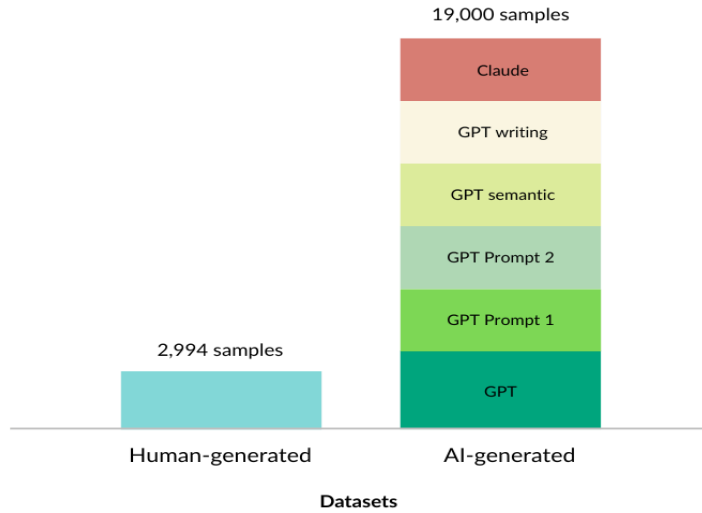 19,000 samples
Claude
GPT writing
GPT semantic
GPT Prompt 2
GPT Prompt 1
GPT
2,994 samples
Human-generated
AI-generated
Datasets